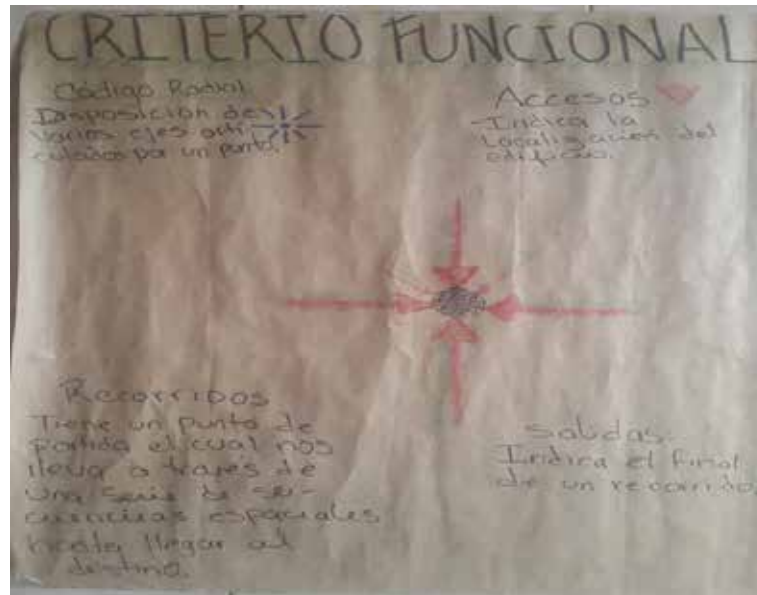 CRITERIO FUNCIONAL
Código Radial:
Disposición de
varios ejes arti-
culados por un punto.
Accesos
-Indica la
localización del
edificio.
Recorridos
Tiene un punto de
partida el cual nos
lleva a través de
una serie de se-
cuencias espaciales
hasta llegar al
destino.
Salidas:
Indica el final
de un recorrido.